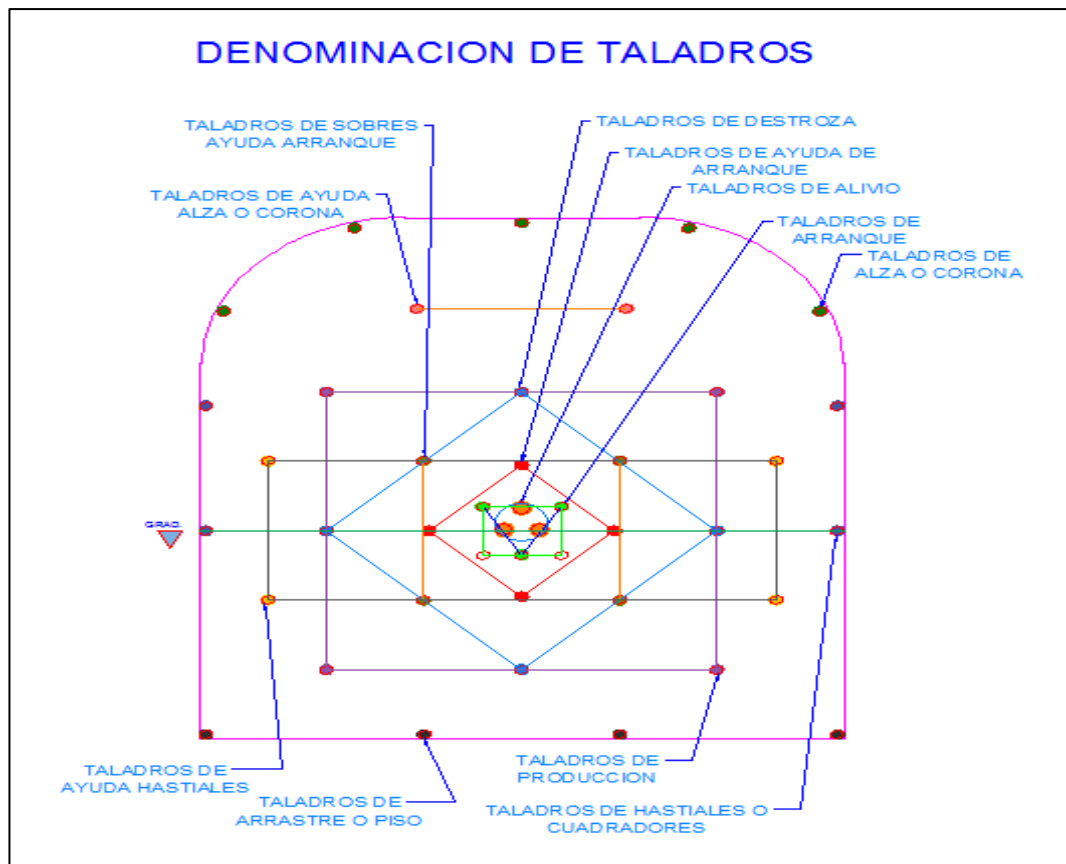 DENOMINACION DE TALADROS
TALADROS DE SOBRES
AYUDA ARRANQUE
TALADROS DE DESTROZA
TALADROS DE AYUDA DE
ARRANQUE
TALADROS DE AYUDA
ALZA O CORONA
TALADROS DE ALIVIO
TALADROS DE
ARRANQUE
TALADROS DE
ALZA O CORONA
GRAD.
TALADROS DE
AYUDA HASTIALES
TALADROS DE
ARRASTRE O PISO
TALADROS DE
PRODUCCION
TALADROS DE HASTIALES O
CUADRADORES